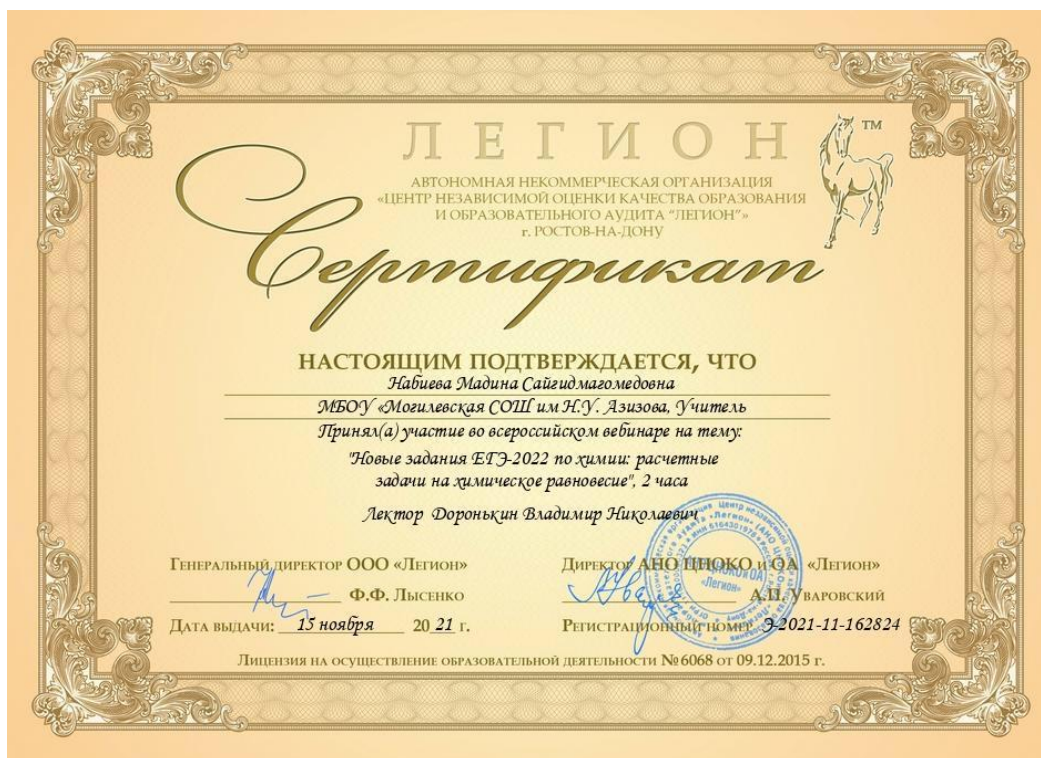 ЛЕГИОН ™
АВТОНОМНАЯ НЕКОММЕРЧЕСКАЯ ОРГАНИЗАЦИЯ
«ЦЕНТР НЕЗАВИСИМОЙ ОЦЕНКИ КАЧЕСТВА ОБРАЗОВАНИЯ
И ОБРАЗОВАТЕЛЬНОГО АУДИТА "ЛЕГИОН"»
г. РОСТОВ-НА-ДОНУ
Сертификат
НАСТОЯЩИМ ПОДТВЕРЖДАЕТСЯ, ЧТО
Набиева Мадина Сайгидмагомедовна
МБОУ «Могилевская СОШ им Н.У. Азизова, Учитель
Принял(а) участие во всероссийском вебинаре на тему:
"Новые задания ЕГЭ-2022 по химии: расчетные
задачи на химическое равновесие", 2 часа
Лектор Доронькин Владимир Николаевич
Генеральный директор ООО «Легион»
Ф.Ф. Лысенко
Директор АНО ЦНОКО и ОА «Легион»
А.П. Уваровский
Дата выдачи: 15 ноября 20 21 г.
Регистрационный номер Э-2021-11-162824
Лицензия на осуществление образовательной деятельности № 6068 от 09.12.2015 г.